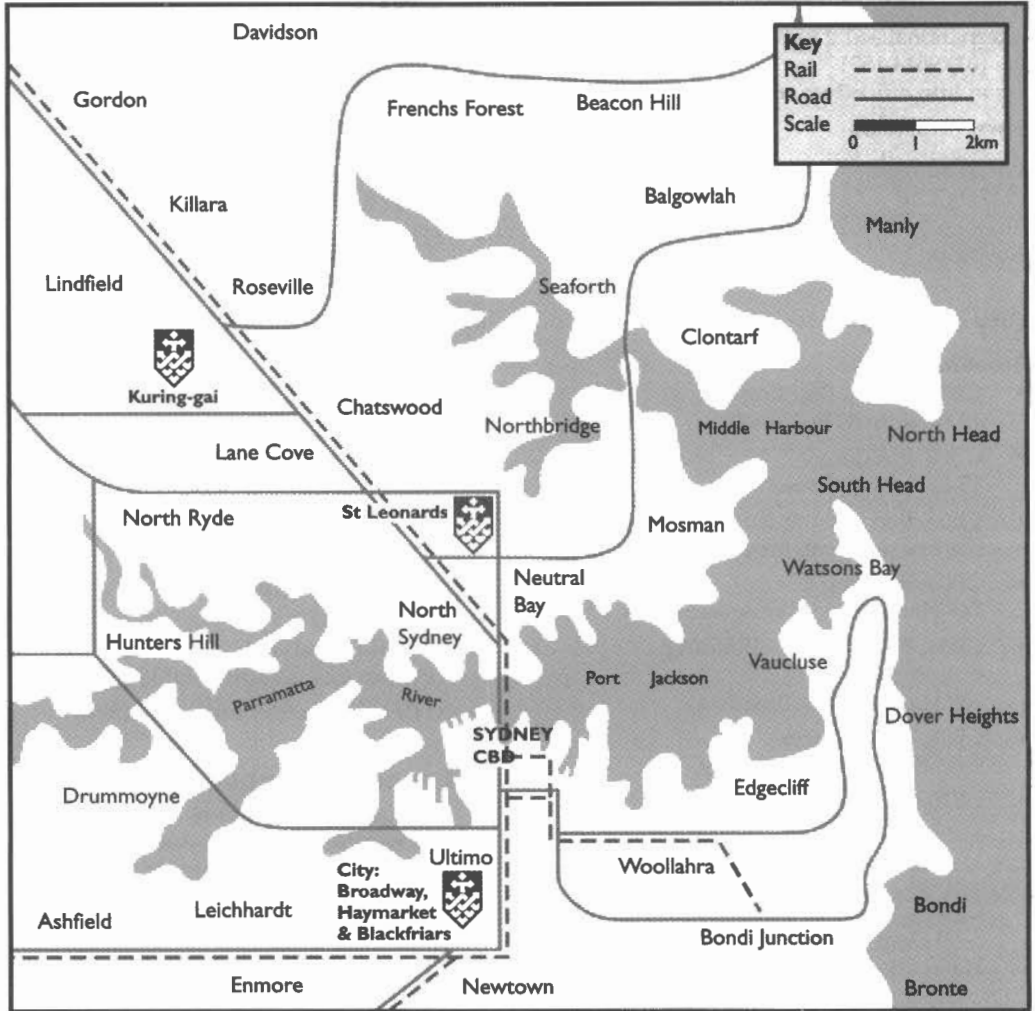 Davidson
Key
Rail
Road
Scale
0 1 2km
Gordon
Frenchs Forest
Beacon Hill
Killara
Balgowlah
Manly
Lindfield
Roseville
Seaforth
Clontarf
Kuring-gai
Chatswood
Northbridge
Middle Harbour
North Head
Lane Cove
South Head
North Ryde
St Leonards
Mosman
Watsons Bay
Neutral
Bay
North
Sydney
Hunters Hill
Vaucluse
Port Jackson
Parramatta River
Dover Heights
SYDNEY
CBD
Drummoyne
Edgecliff
Ultimo
City:
Broadway,
Haymarket
& Blackfriars
Woollahra
Leichhardt
Ashfield
Bondi
Bondi Junction
Enmore
Newtown
Bronte